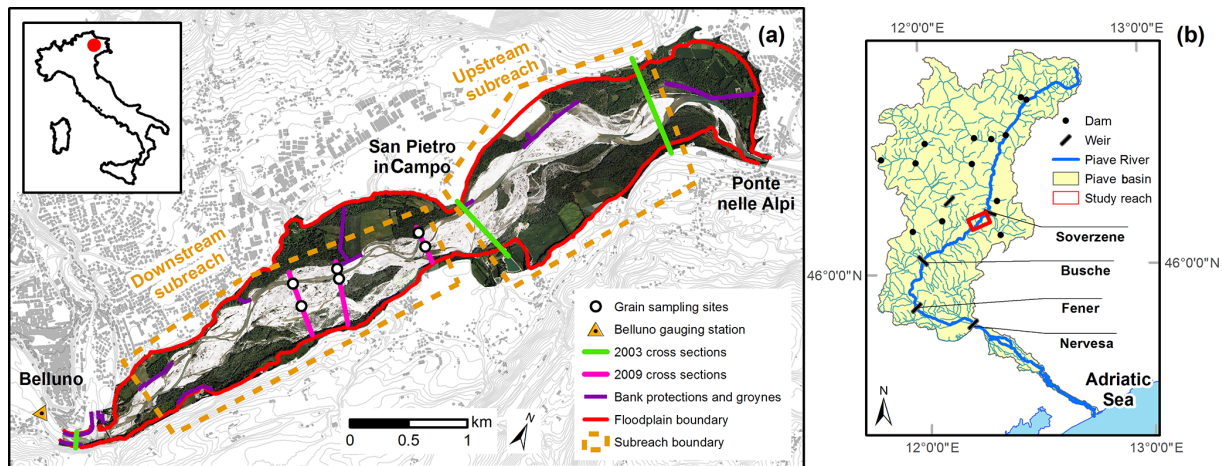 (a)
Upstream
subreach
San Pietro
in Campo
Ponte
nelle Alpi
Downstream
subreach
Belluno
Grain sampling sites
Belluno gauging station
2003 cross sections
2009 cross sections
Bank protections and groynes
Floodplain boundary
Subreach boundary
km
0 0.5 1
N
(b)
12°0'0"E
13°0'0"E
Dam
Weir
Piave River
Piave basin
Study reach
Soverzene
46°0'0"N
46°0'0"N
Busche
Fener
Nervesa
Adriatic
Sea
N
12°0'0"E
13°0'0"E